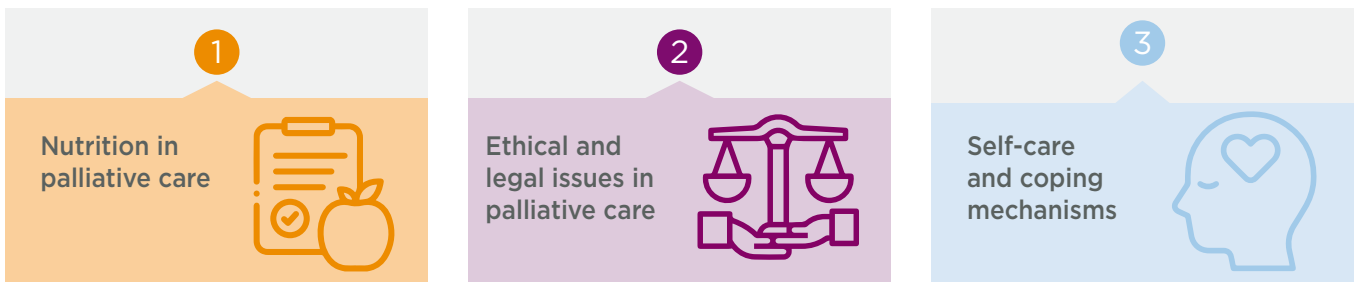 1
Nutrition in
palliative care
2
Ethical and
legal issues in
palliative care
3
Self-care
and coping
mechanisms